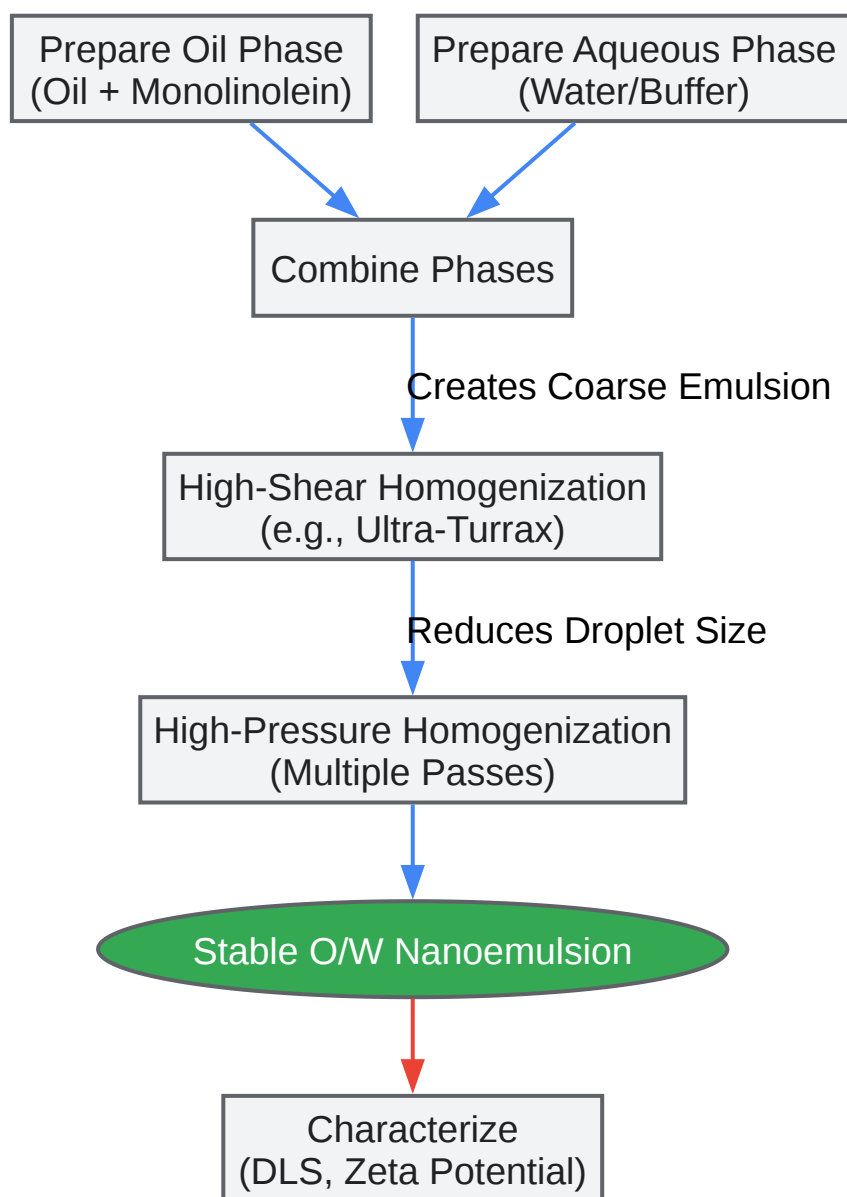 Prepare Oil Phase
(Oil + Monolinolein)
Prepare Aqueous Phase
(Water/Buffer)
Combine Phases
Creates Coarse Emulsion
High-Shear Homogenization
(e.g., Ultra-Turrax)
Reduces Droplet Size
High-Pressure Homogenization
(Multiple Passes)
Stable O/W Nanoemulsion
Characterize
(DLS, Zeta Potential)